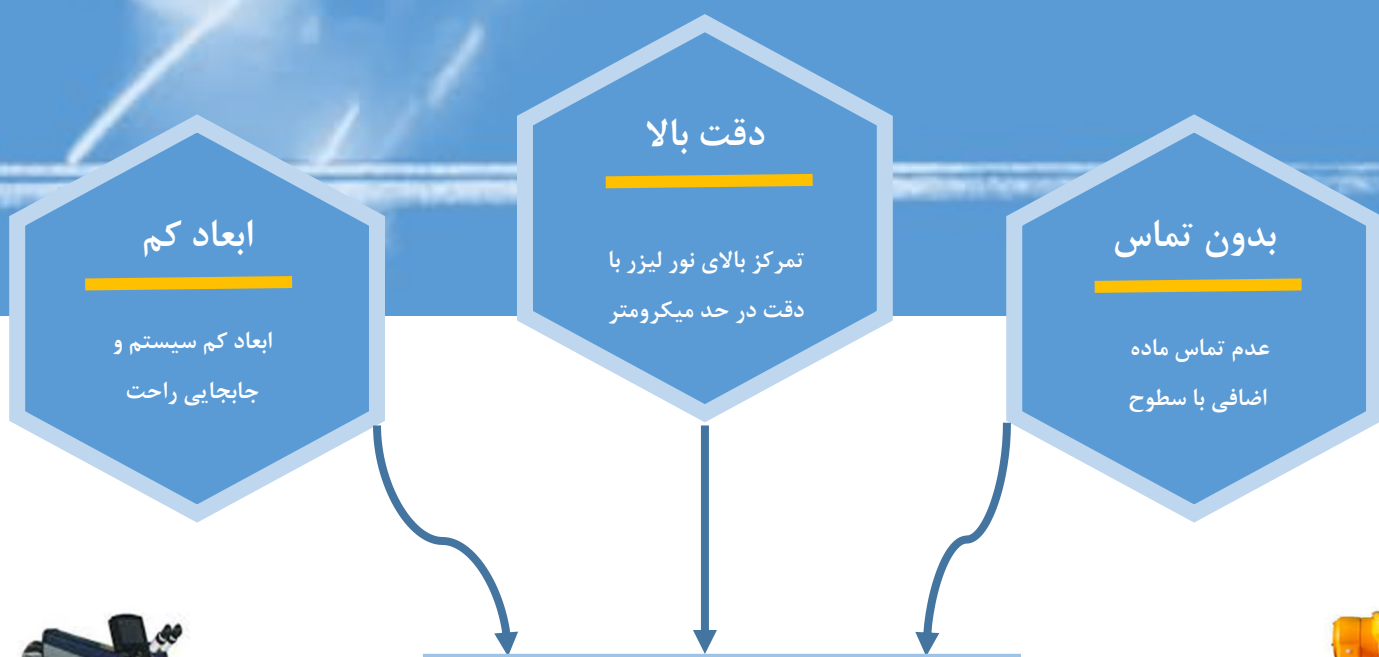 دقت بالا
تمرکز بالای نور لیزر با
دقت در حد میکرومتر
بدون تماس
عدم تماس ماده
اضافی با سطوح
ابعاد کم
ابعاد کم سیستم و
جابجایی راحت